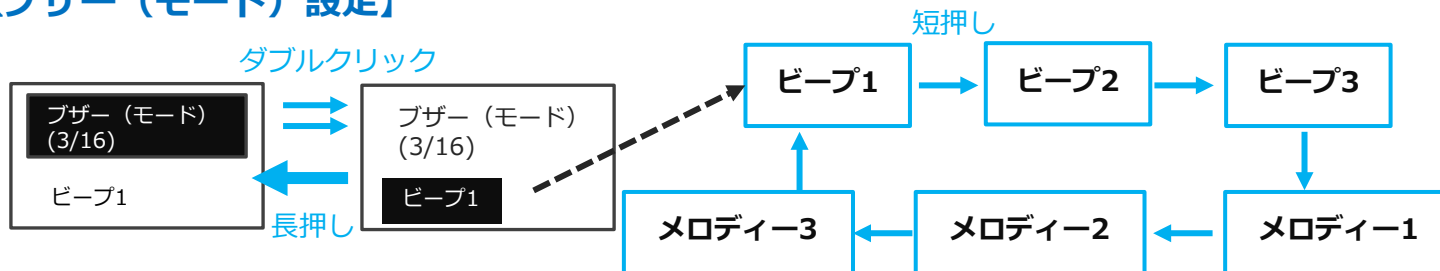 【ブザー（モード）設定】
ダブルクリック
ブザー（モード）
(3/16)
ビープ1
長押し
ブザー（モード）
(3/16)
ビープ1
短押し
ビープ1
ビープ2
ビープ3
メロディー3
メロディー2
メロディー1